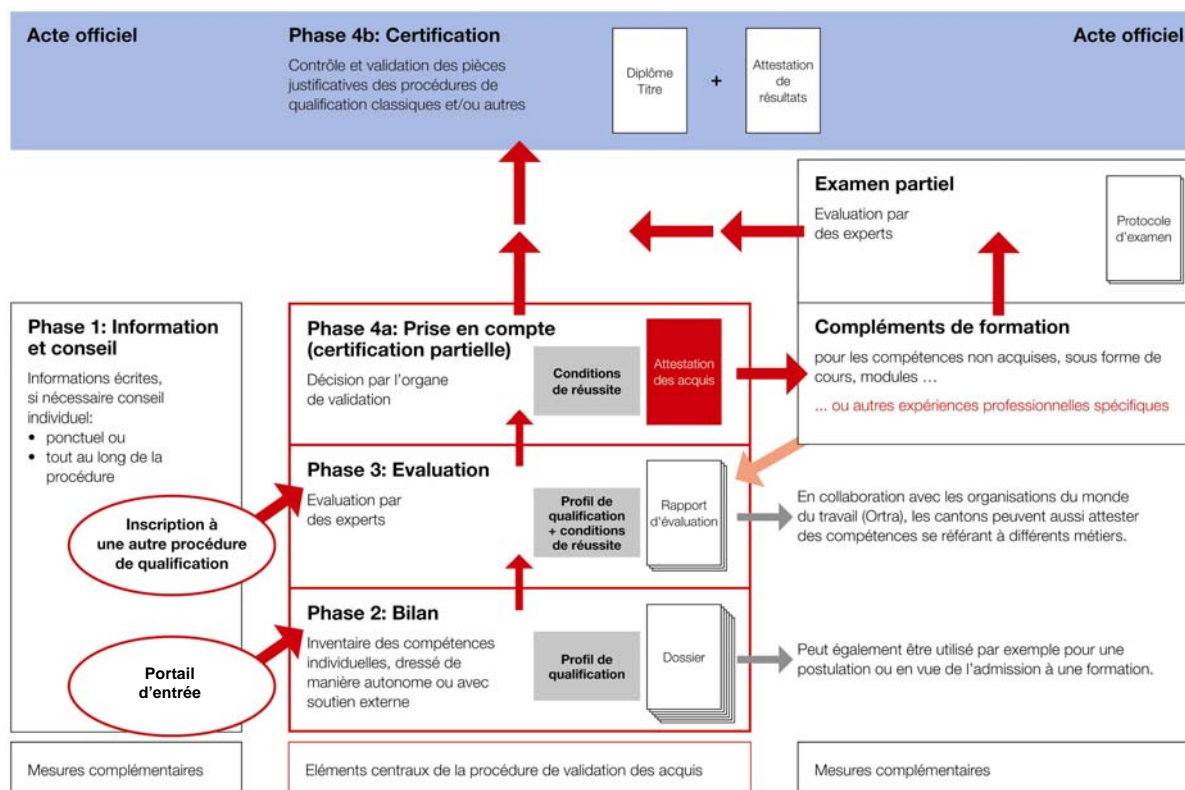 Acte officiel
Phase 4b: Certification
Contrôle et validation des pièces
justificatives des procédures de
qualification classiques et/ou autres
Diplôme
Titre
+
Attestation
de
résultats
Acte officiel
Examen partiel
Evaluation par
des experts
Protocole
d'examen
Phase 1: Information
et conseil
Informations écrites,
si nécessaire conseil
individuel:
• ponctuel ou
• tout au long de la
procédure
Inscription à
une autre procédure
de qualification
Portail
d'entrée
Phase 4a: Prise en compte
(certification partielle)
Décision par l'organe
de validation
Conditions
de réussite
Attestation
des acquis
Compléments de formation
pour les compétences non acquises, sous forme de
cours, modules ...
... ou autres expériences professionnelles spécifiques
Phase 3: Evaluation
Evaluation par
des experts
Profil de
qualification
+ conditions
de réussite
Rapport
d'évaluation
En collaboration avec les organisations du monde
du travail (Ortra), les cantons peuvent aussi attester
des compétences se référant à différents métiers.
Phase 2: Bilan
Inventaire des compétences
individuelles, dressé de
manière autonome ou avec
soutien externe
Profil de
qualification
Dossier
Peut également être utilisé par exemple pour une
postulation ou en vue de l'admission à une formation.
Mesures complémentaires
Eléments centraux de la procédure de validation des acquis
Mesures complémentaires